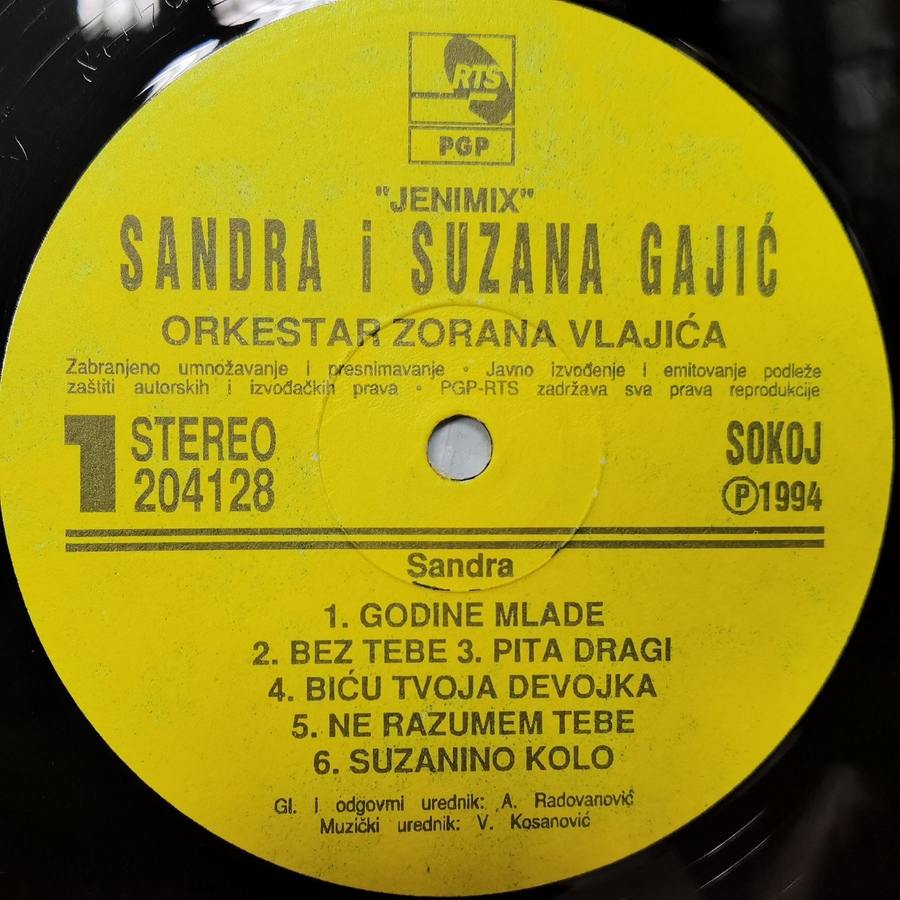 RTS
PGP
"JENIMIX"
SANDRA i SUZANA GAJIĆ
ORKESTAR ZORANA VLAJIĆA
Zabranjeno umnožavanje i presnimavanje • Javno izvođenje i emitovanje podleže
zaštiti autorskih i izvođačkih prava • PGP-RTS zadržava sva prava reprodukcije
1 STEREO
204128
SOKOJ
Ⓟ1994
Sandra
1. GODINE MLADE
2. BEZ TEBE 3. PITA DRAGI
4. BIĆU TVOJA DEVOJKA
5. NE RAZUMEM TEBE
6. SUZANINO KOLO
Gl. i odgovrni urednik: A. Radovanović
Muzički urednik: V. Kosanović